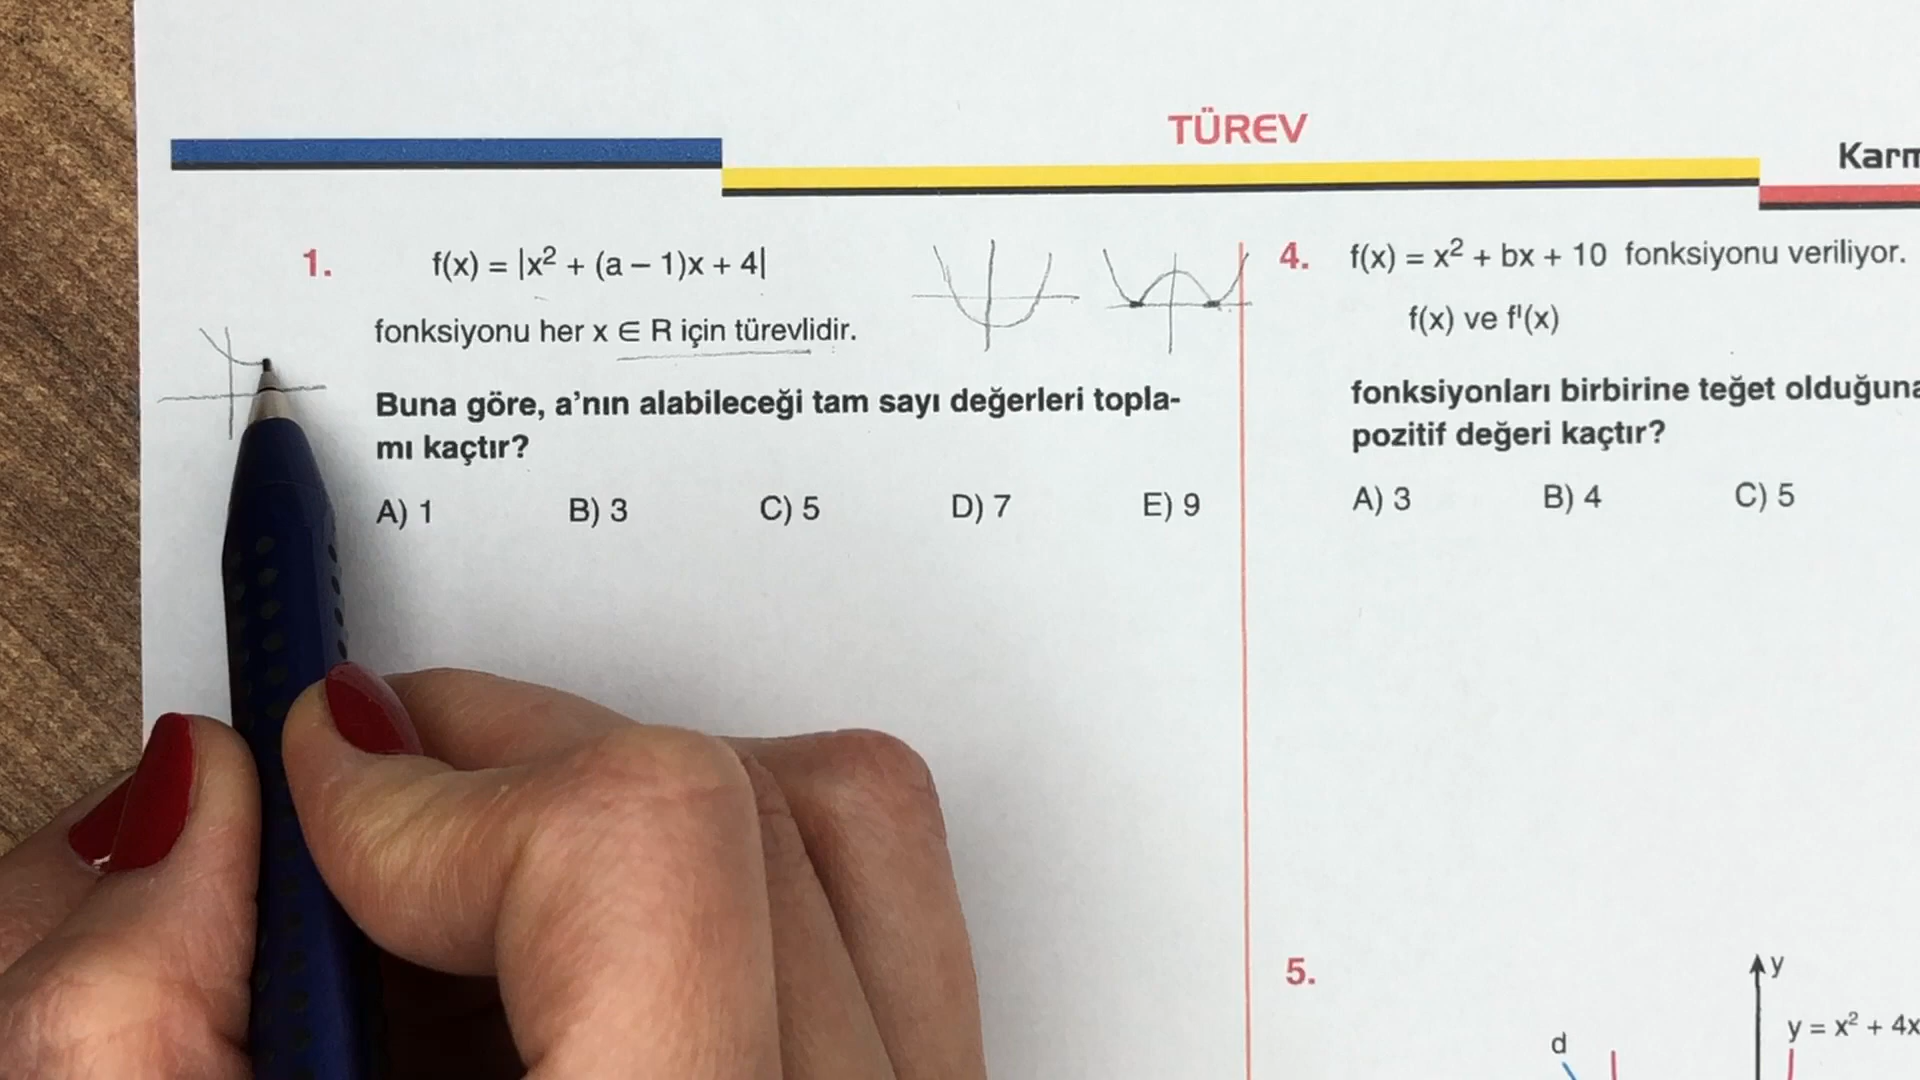 TÜREV
1. f(x) = |x² + (a – 1)x + 4|
fonksiyonu her x ∈ R için türevlidir.
Buna göre, a'nın alabileceği tam sayı değerleri topla-
mı kaçtır?
A) 1 B) 3 C) 5 D) 7 E) 9
4. f(x) = x² + bx + 10 fonksiyonu veriliyor.
f(x) ve f'(x)
fonksiyonları birbirine teğet
pozitif değeri kaçtır?
A) 3 B) 4 C) 5
5.
y
y = x² + 4x
d